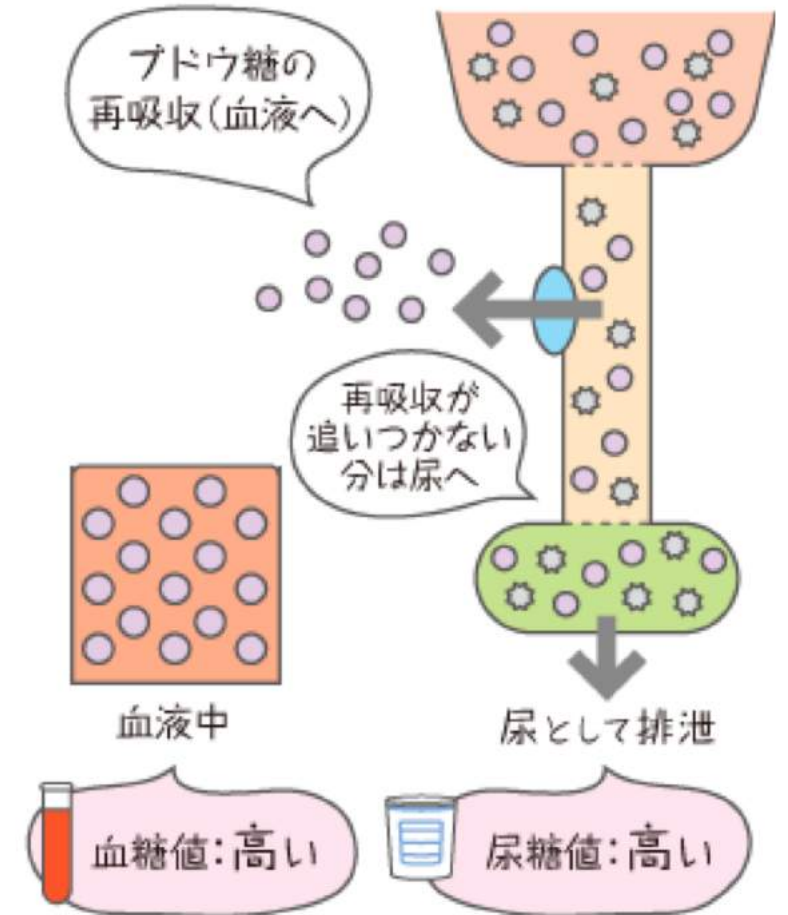 ブドウ糖の
再吸収(血液へ)
再吸収が
追いつかない
分は尿へ
血液中
尿として排泄
血糖値:高い
尿糖値:高い